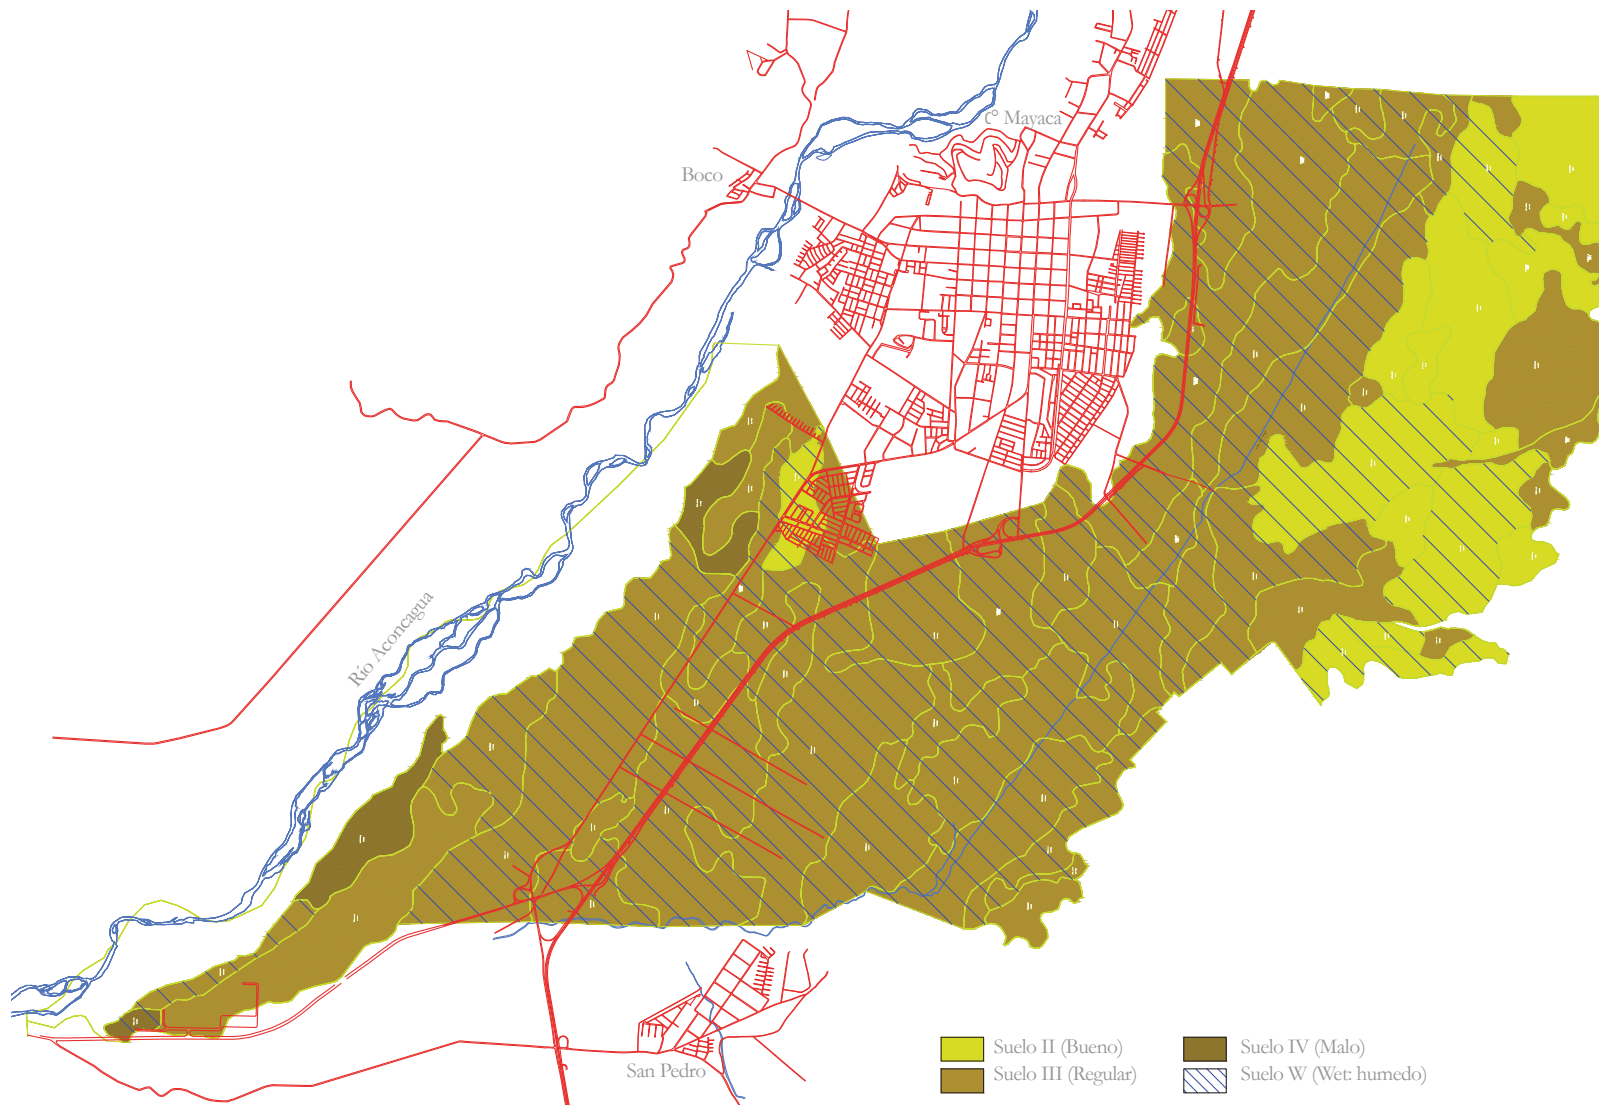 C° Mayaca
Boco
Río Aconcagua
San Pedro
Suelo II (Bueno)
Suelo III (Regular)
Suelo IV (Malo)
Suelo W (Wet: humedo)